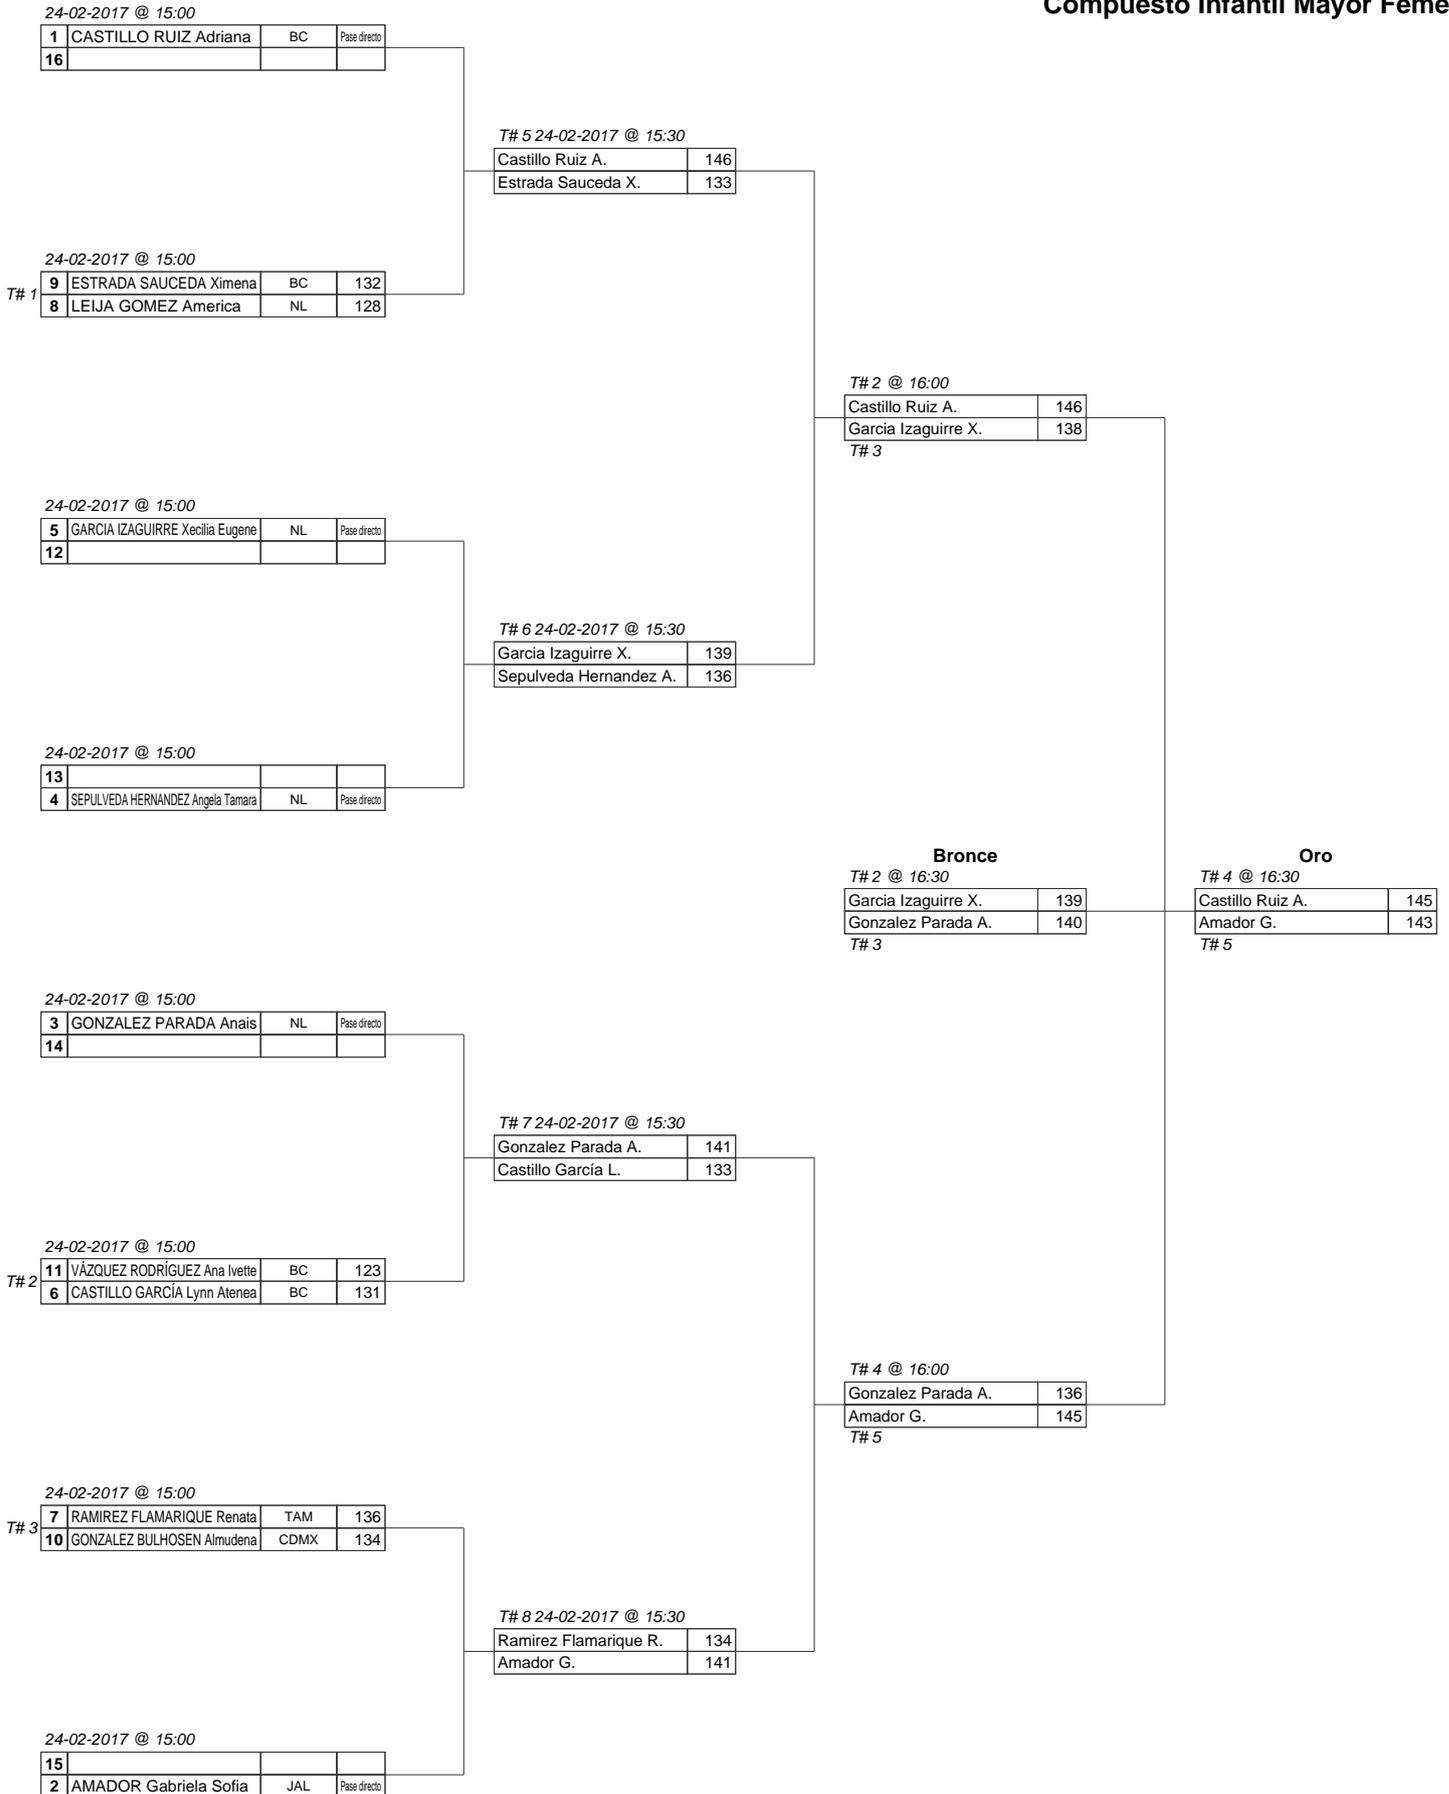 Compuesto Infantil Mayor Feme
24-02-2017 @ 15:00
1 CASTILLO RUIZ Adriana BC Pase directo
16
T# 5 24-02-2017 @ 15:30
Castillo Ruiz A. 146
Estrada Sauceda X. 133
24-02-2017 @ 15:00
T# 1
9 ESTRADA SAUCEDA Ximena BC 132
8 LEIJA GOMEZ America NL 128
T# 2 @ 16:00
Castillo Ruiz A. 146
Garcia Izaguirre X. 138
T# 3
24-02-2017 @ 15:00
5 GARCIA IZAGUIRRE Xecilia Eugene NL Pase directo
12
T# 6 24-02-2017 @ 15:30
Garcia Izaguirre X. 139
Sepulveda Hernandez A. 136
24-02-2017 @ 15:00
13
4 SEPULVEDA HERNANDEZ Angela Tamara NL Pase directo
Bronce
T# 2 @ 16:30
Garcia Izaguirre X. 139
Gonzalez Parada A. 140
T# 3
Oro
T# 4 @ 16:30
Castillo Ruiz A. 145
Amador G. 143
T# 5
24-02-2017 @ 15:00
3 GONZALEZ PARADA Anais NL Pase directo
14
T# 7 24-02-2017 @ 15:30
Gonzalez Parada A. 141
Castillo García L. 133
24-02-2017 @ 15:00
T# 2
11 VÁZQUEZ RODRÍGUEZ Ana Ivette BC 123
6 CASTILLO GARCÍA Lynn Atenea BC 131
T# 4 @ 16:00
Gonzalez Parada A. 136
Amador G. 145
T# 5
24-02-2017 @ 15:00
T# 3
7 RAMIREZ FLAMARIQUE Renata TAM 136
10 GONZALEZ BULHOSEN Almudena CDMX 134
T# 8 24-02-2017 @ 15:30
Ramirez Flamarique R. 134
Amador G. 141
24-02-2017 @ 15:00
15
2 AMADOR Gabriela Sofia JAL Pase directo